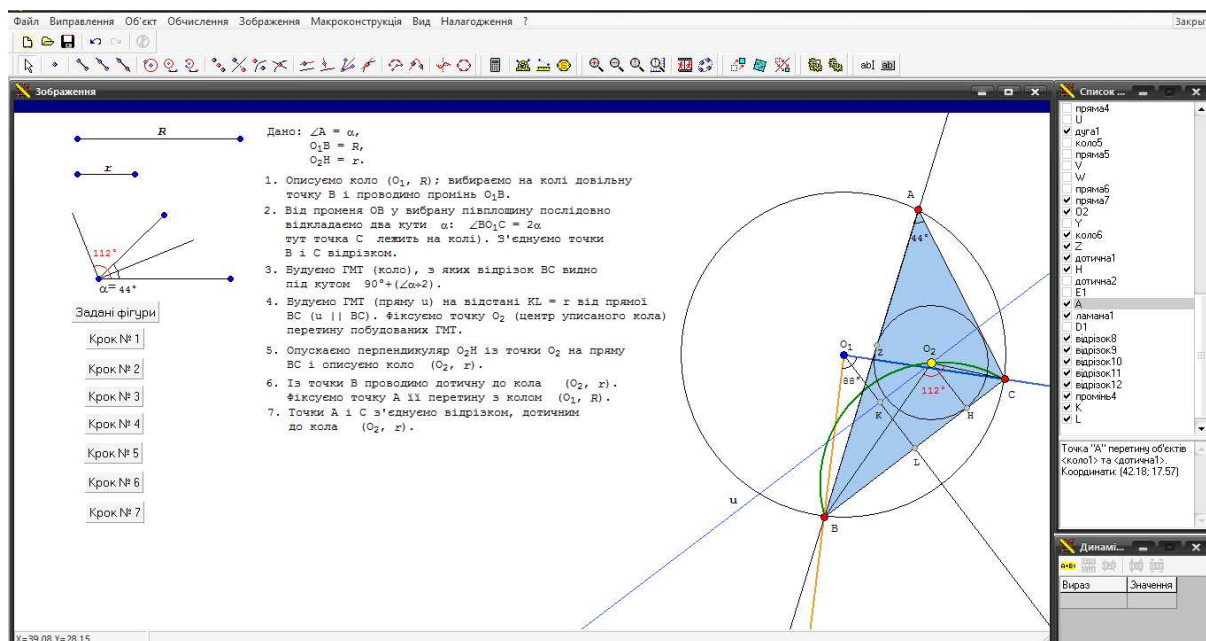 Файл Виправлення Об'єкт Обчислення Зображення Макроконструкція Вид Налагодження ?
Закрыт
abI abI
Зображення
R
r
112°
α= 44°
Задані фігури
Крок № 1
Крок № 2
Крок № 3
Крок № 4
Крок № 5
Крок № 6
Крок № 7
Дано: ∠A = α,
O₁B = R,
O₂H = r.
1. Описуємо коло (O₁, R); вибираємо на колі довільну
точку B і проводимо промінь O₁B.
2. Від променя OB у вибрану півплощину послідовно
відкладаємо два кути α: ∠BO₁C = 2α
тут точка C лежить на колі). З'єднуємо точки
B і C відрізком.
3. Будуємо ГМТ (коло), з яких відрізок BC видно
під кутом 90°+(∠α÷2).
4. Будуємо ГМТ (пряму u) на відстані KL = r від прямої
BC (u || BC). Фіксуємо точку O₂ (центр уписаного кола)
перетину побудованих ГМТ.
5. Опускаємо перпендикуляр O₂H із точки O₂ на пряму
BC і описуємо коло (O₂, r).
6. Із точки B проводимо дотичну до кола (O₂, r).
Фіксуємо точку A її перетину з колом (O₁, R).
7. Точки A і C з'єднуємо відрізком, дотичним
до кола (O₂, r).
A
44°
O₁
Z
O₂
88°
112°
C
K
H
L
u
B
Список ...
пряма4
U
дуга1
коло5
пряма5
V
W
пряма6
пряма7
O2
Y
коло6
Z
дотична1
H
дотична2
E1
A
ламана1
D1
відрізок8
відрізок9
відрізок10
відрізок11
відрізок12
промінь4
K
L
Точка "A" перетину об'єктів
<коло1> та <дотична1>.
Координати: (42.18; 17.57)
Динамі...
Вираз Значення
X=39.08 Y=28.15